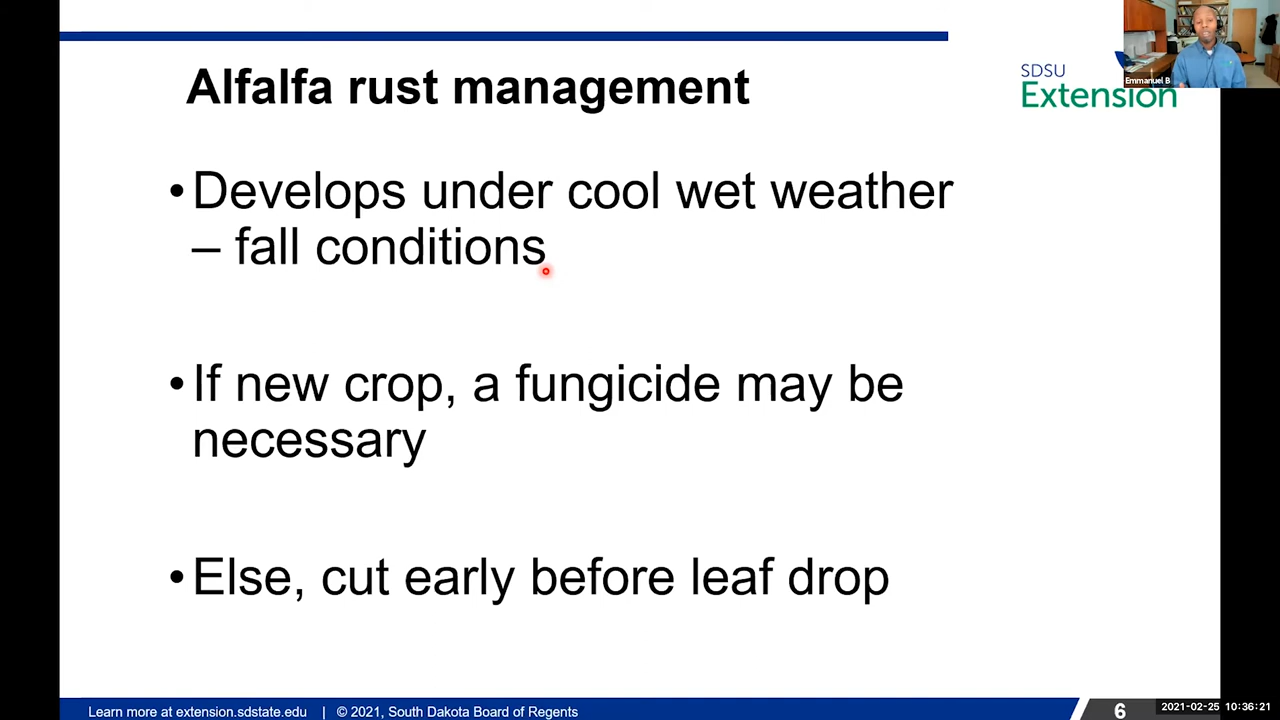 Alfalfa rust management
SDSU
Extension
Emmanuel B
•Develops under cool wet weather
– fall conditions
•If new crop, a fungicide may be
necessary
•Else, cut early before leaf drop
Learn more at extension.sdstate.edu | © 2021, South Dakota Board of Regents
6
2021-02-25 10:36:21